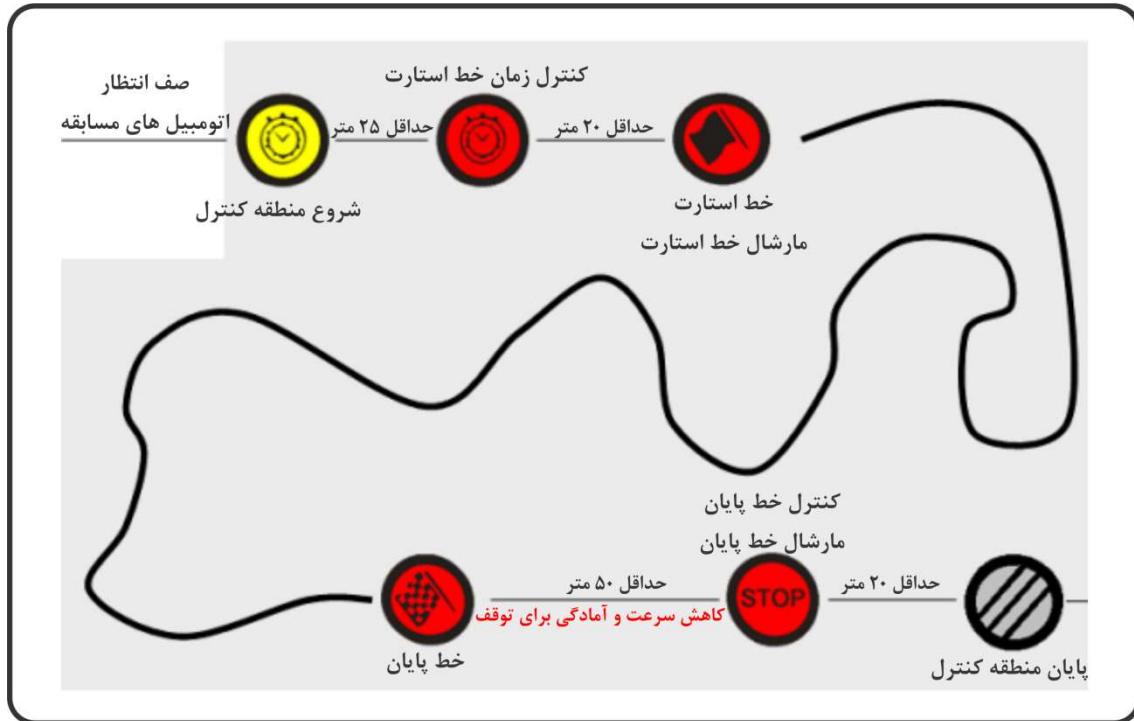 صف انتظار
اتومبیل های مسابقه
کنترل زمان خط استارت
حداقل ۲۵ متر
حداقل ۲۰ متر
شروع منطقه کنترل
خط استارت
مارشال خط استارت
کنترل خط پایان
مارشال خط پایان
حداقل ۵۰ متر
کاهش سرعت و آمادگی برای توقف
STOP
حداقل ۲۰ متر
خط پایان
پایان منطقه کنترل